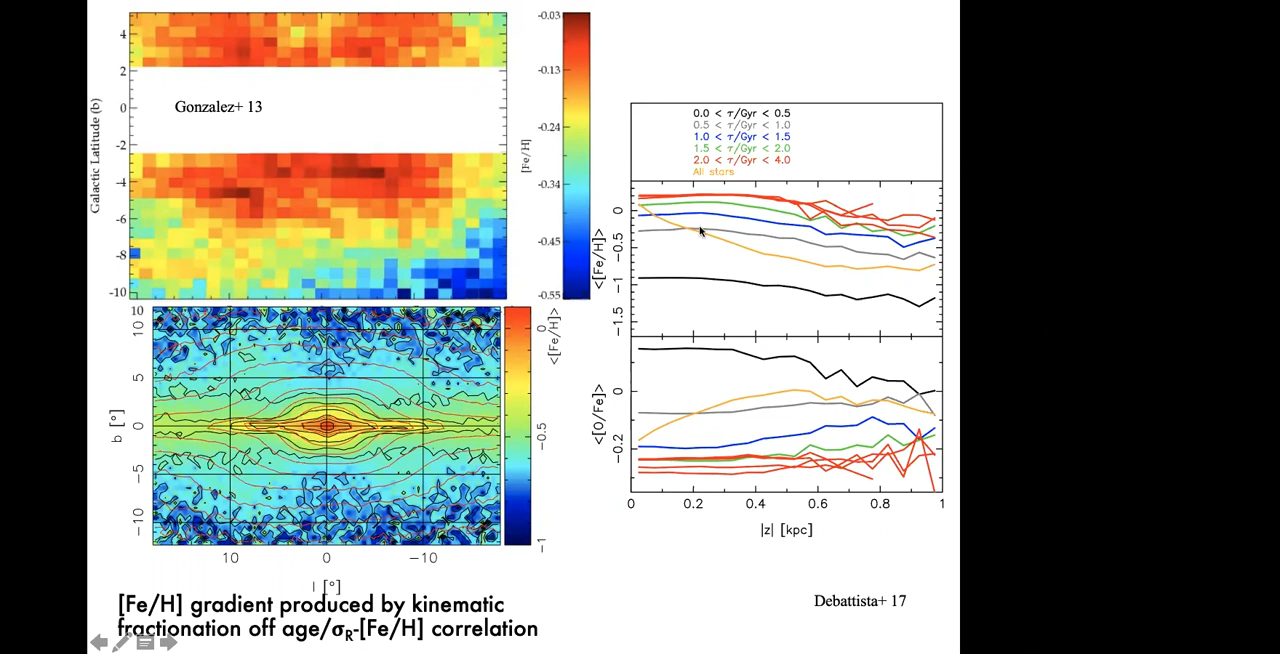 4
2
0
-2
-4
-6
-8
-10
Galactic Latitude (b)
Gonzalez+ 13
-0.03
-0.13
-0.24
-0.34
-0.45
-0.55
[Fe/H]
10
10
5
0
5
−10
b [°]
10
0
−10
l [°]
0
−0.5
−1
<[Fe/H]>
0.0 < τ/Gyr < 0.5
0.5 < τ/Gyr < 1.0
1.0 < τ/Gyr < 1.5
1.5 < τ/Gyr < 2.0
2.0 < τ/Gyr < 4.0
All stars
0
−0.5
−1
−1.5
<[Fe/H]>
0
−0.2
<[O/Fe]>
0
0.2
0.4
0.6
0.8
1
|z| [kpc]
[Fe/H] gradient produced by kinematic
fractionation off age/σR-[Fe/H] correlation
Debattista+ 17